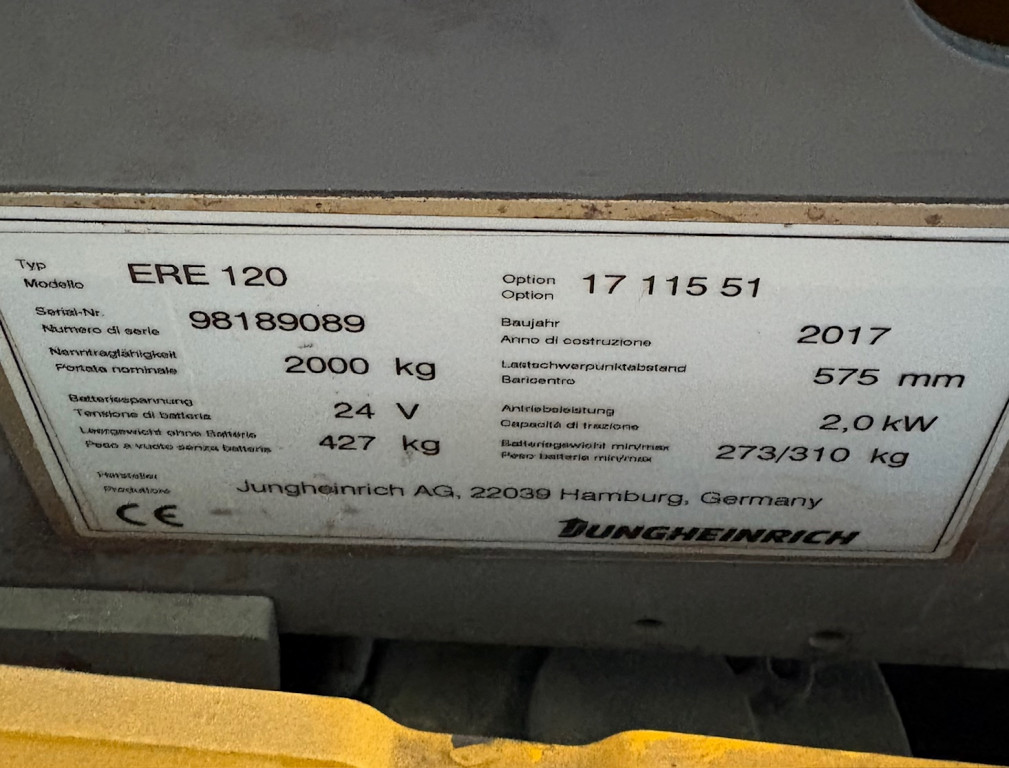 Typ
Modello
ERE 120
Option
Option
17 115 51
Serial-Nr.
Numero di serie
98189089
Baujahr
Anno di costruzione
2017
Nenntragfähigkeit
Portata nominale
2000 kg
Lastschwerpunktabstand
Baricentro
575 mm
Batteriespannung
Tensione di batteria
24 V
Antriebsleistung
Capacità di trazione
2,0 kW
Leergewicht ohne Batterie
Peso a vuoto senza batteria
427 kg
Batteriegewicht min/max
Peso batteria min/max
273/310 kg
Hersteller
Produttore
Jungheinrich AG, 22039 Hamburg, Germany
CE
JUNGHEINRICH